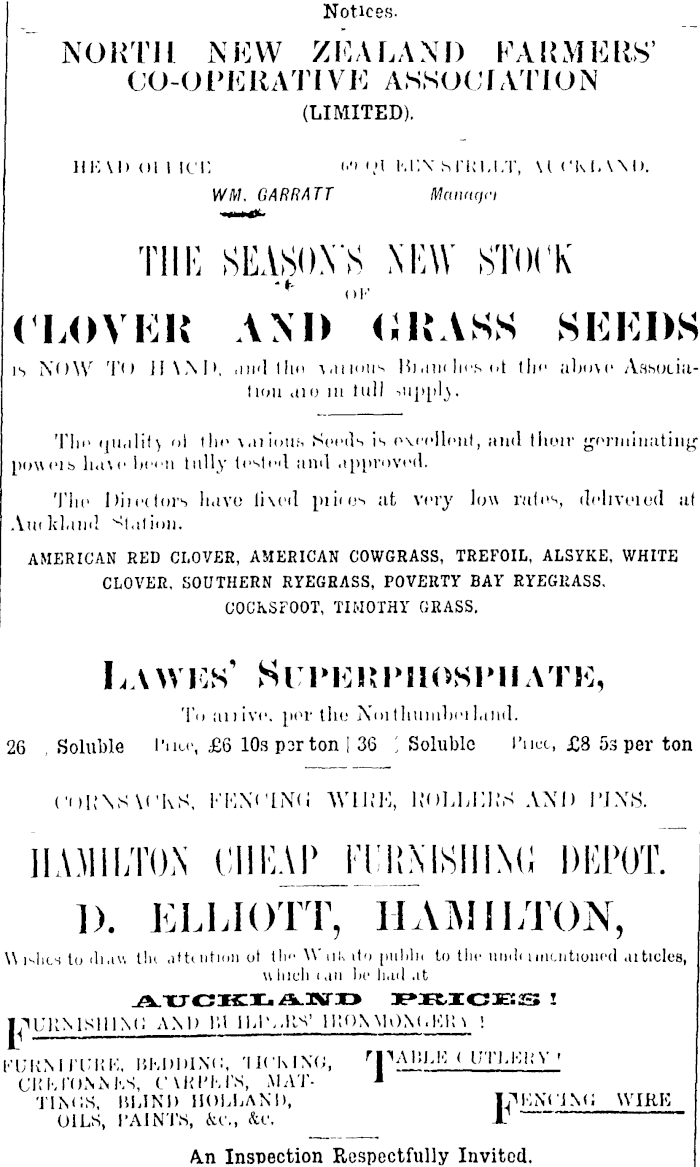 Notices.
NORTH NEW ZEALAND FARMERS'
CO-OPERATIVE ASSOCIATION
(LIMITED).
HEAD OFFICE 69 QUEEN STREET, AUCKLAND.
WM. GARRATT Manager
THE SEASON'S NEW STOCK
OF
CLOVER AND GRASS SEEDS
is NOW TO HAND, and the various Branches of the above Associa-
tion are in full supply.
The quality of the various Seeds is excellent, and their germinating
powers have been fully tested and approved.
The Directors have fixed prices at very low rates, delivered at
Auckland Station.
AMERICAN RED CLOVER, AMERICAN COWGRASS, TREFOIL, ALSYKE, WHITE
CLOVER, SOUTHERN RYEGRASS, POVERTY BAY RYEGRASS,
COCKSFOOT, TIMOTHY GRASS.
LAWES' SUPERPHOSPHATE,
To arrive, per the Northumberland.
26 Soluble Price, £6 10s per ton | 36 Soluble Price, £8 5s per ton
CORNSACKS, FENCING WIRE, ROLLERS AND PINS.
HAMILTON CHEAP FURNISHING DEPOT.
D. ELLIOTT, HAMILTON,
Wishes to draw the attention of the Waikato public to the undermentioned articles,
which can be had at
AUCKLAND PRICES!
FURNISHING AND BUILDERS' IRONMONGERY!
FURNITURE, BEDDING, TICKING,
CRETONNES, CARPETS, MAT-
TINGS, BLIND HOLLAND,
OILS, PAINTS, &c., &c.
TABLE CUTLERY!
FENCING WIRE
An Inspection Respectfully Invited.